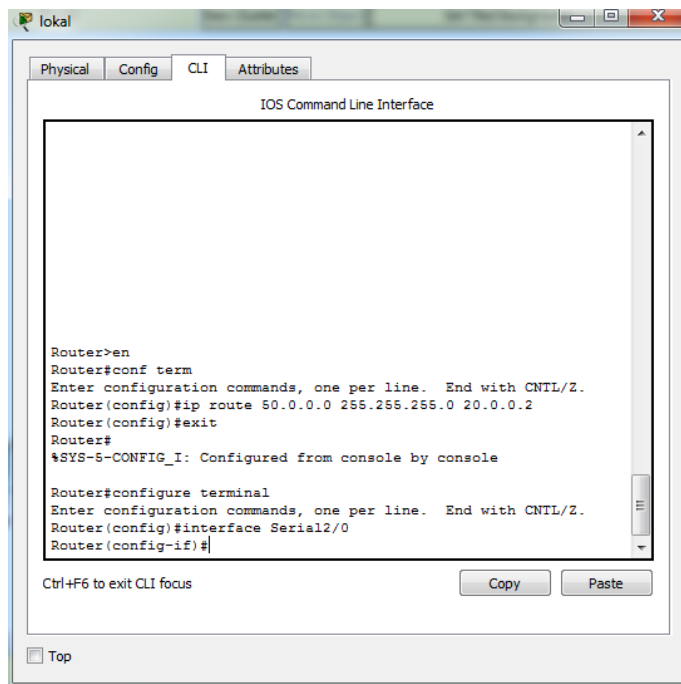 lokal
Physical Config CLI Attributes
IOS Command Line Interface
Router>en
Router#conf term
Enter configuration commands, one per line.  End with CNTL/Z.
Router(config)#ip route 50.0.0.0 255.255.255.0 20.0.0.2
Router(config)#exit
Router#
%SYS-5-CONFIG_I: Configured from console by console
Router#configure terminal
Enter configuration commands, one per line.  End with CNTL/Z.
Router(config)#interface Serial2/0
Router(config-if)#
Ctrl+F6 to exit CLI focus Copy Paste
Top